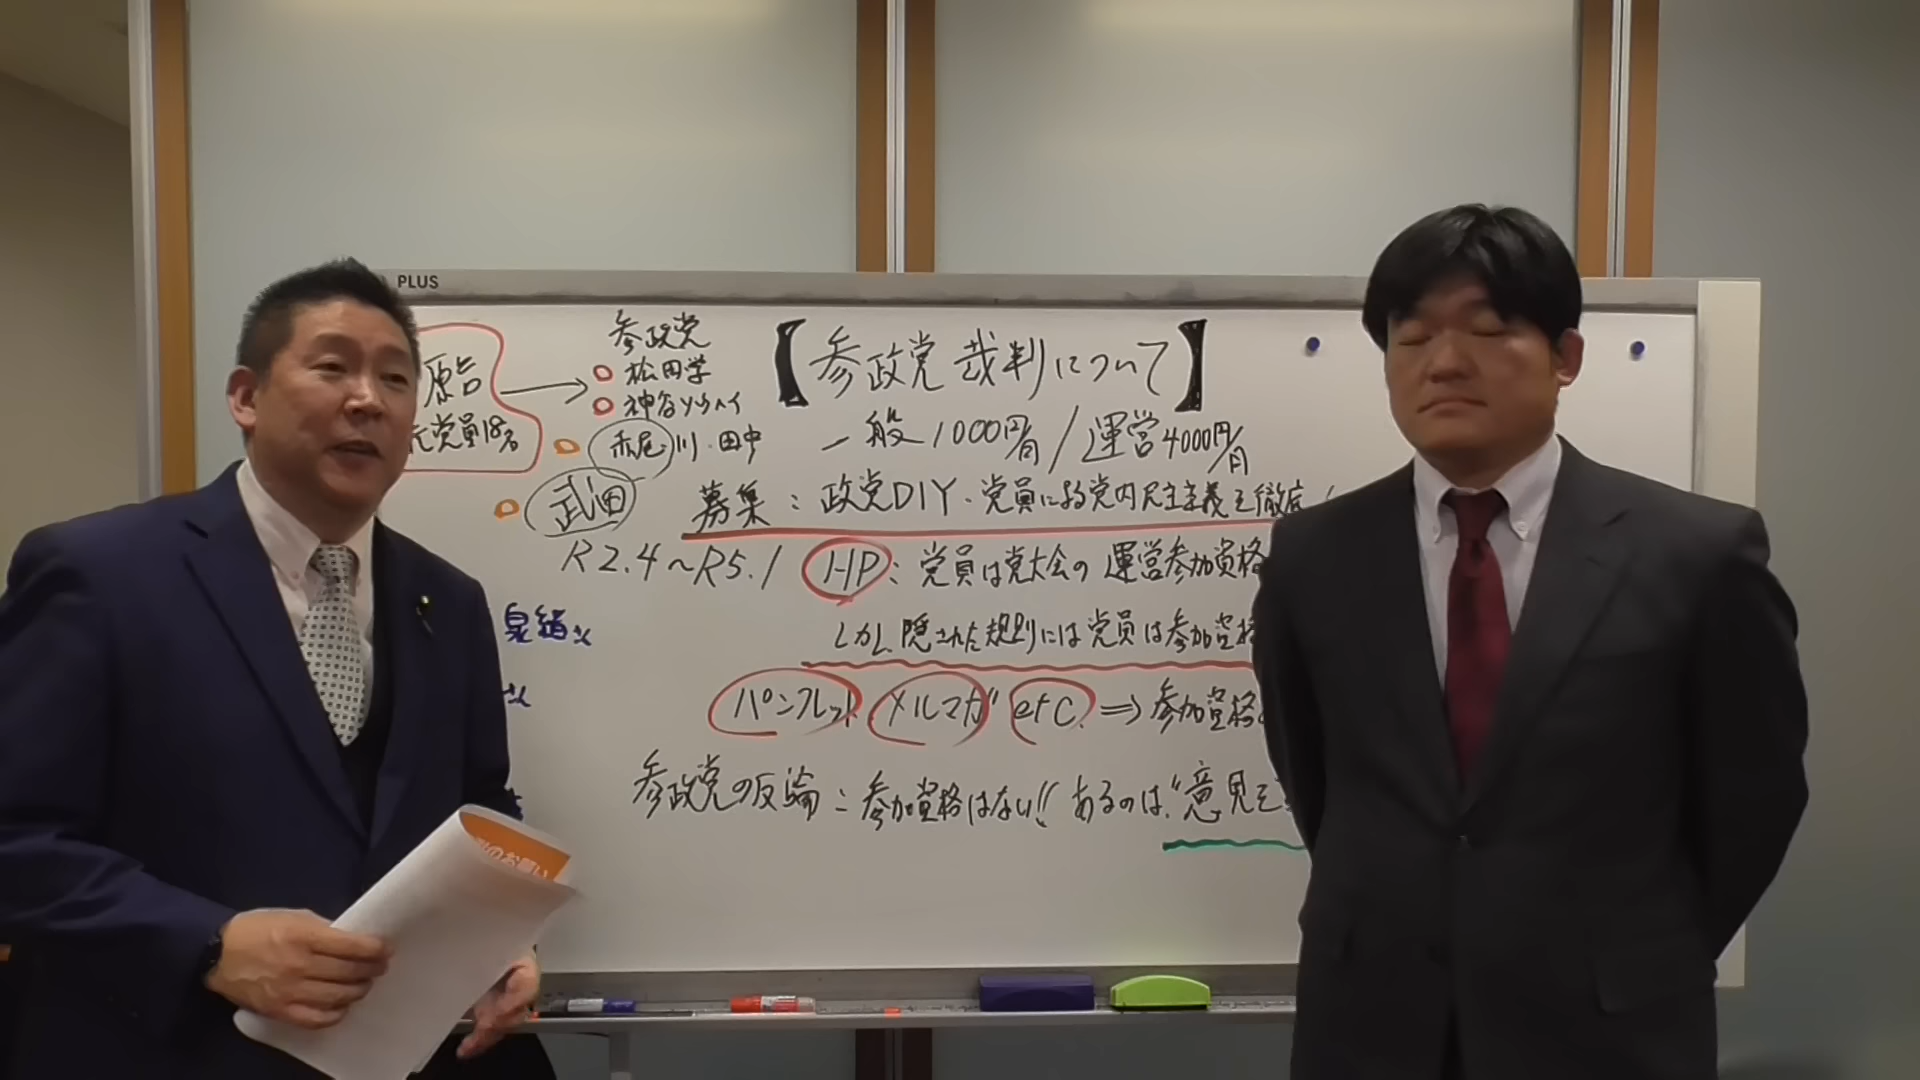 PLUS
原告
元党員18名
参政党
松田学
神谷ソウヘイ
赤尾・川・田中
武田
【参政党裁判について】
一般1000円/月/運営4000円/月
募集：政党DIY・党員による党内民主主義を徹底
R2.4～R5.1
HP：党員は党大会の運営参加資格
しかし隠された規則には党員は参加資格
パンフレット メルマガ etc. ⇒ 参加資格
参政党の反論：参加資格はない!! あるのは"意見を
のお願い